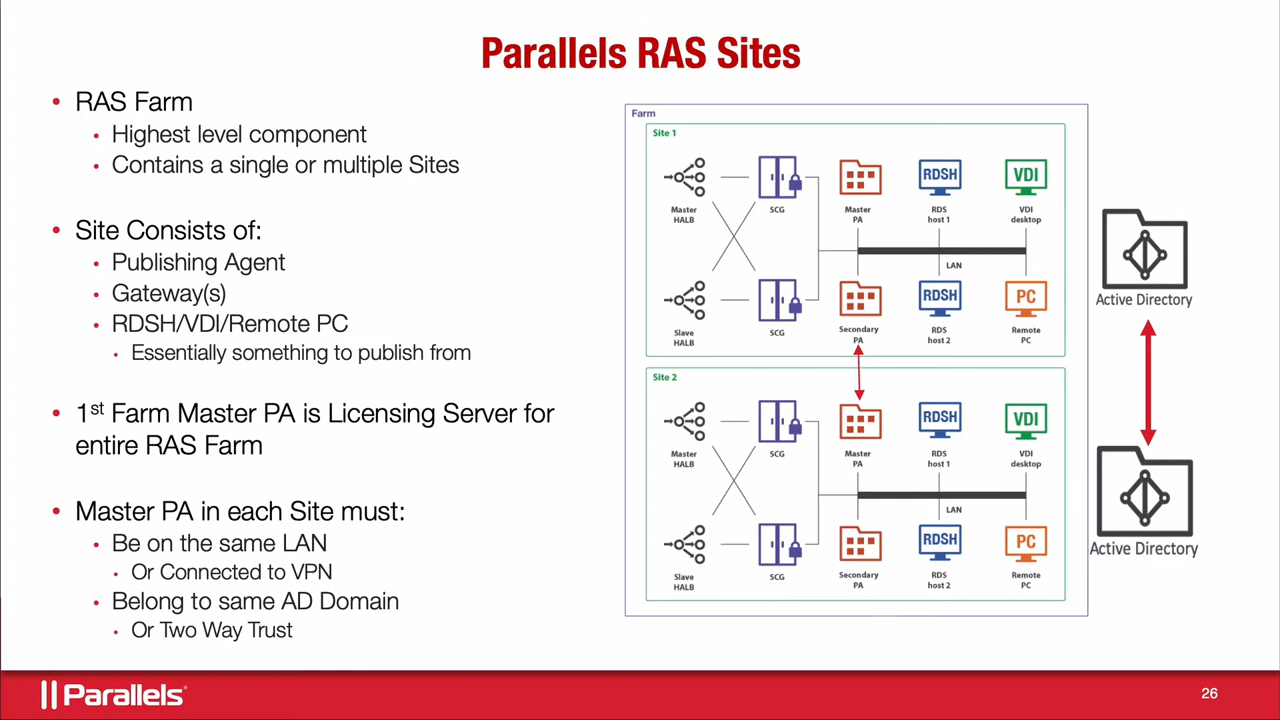 Parallels RAS Sites
• RAS Farm
• Highest level component
• Contains a single or multiple Sites
• Site Consists of:
• Publishing Agent
• Gateway(s)
• RDSH/VDI/Remote PC
• Essentially something to publish from
• 1st Farm Master PA is Licensing Server for
entire RAS Farm
• Master PA in each Site must:
• Be on the same LAN
• Or Connected to VPN
• Belong to same AD Domain
• Or Two Way Trust
Farm
Site 1
RDSH
VDI
Master
HALB
SCG
Master
PA
RDS
host 1
VDI
desktop
LAN
RDSH
PC
Slave
HALB
SCG
Secondary
PA
RDS
host 2
Remote
PC
Site 2
RDSH
VDI
Master
HALB
SCG
Master
PA
RDS
host 1
VDI
desktop
LAN
RDSH
PC
Slave
HALB
SCG
Secondary
PA
RDS
host 2
Remote
PC
Active Directory
Active Directory
Parallels®
26